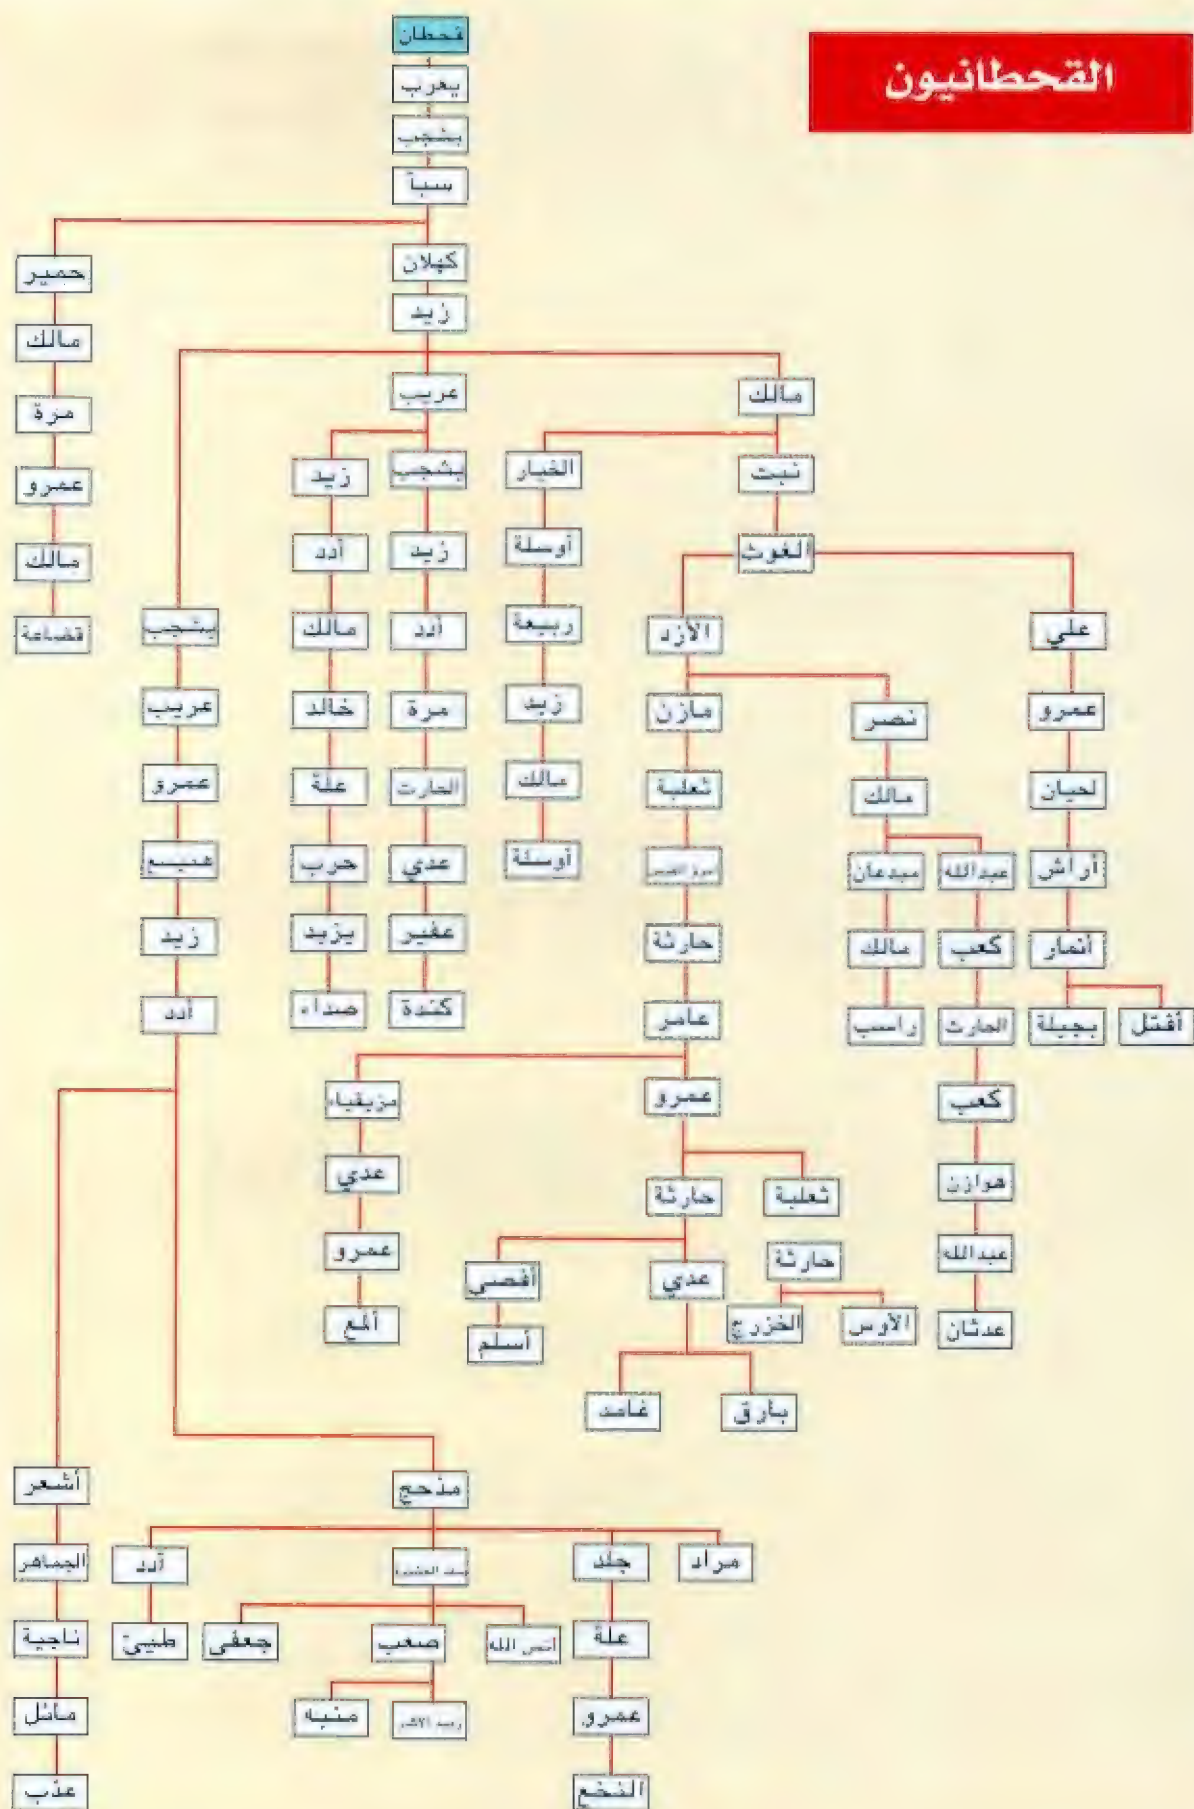 القحطانيون
قحطان
يعرب
يشجب
سبأ
كهلان
حمير
زيد
مالك
مالك
عريب
مرة
نبت
الخيار
يشجب
زيد
عمرو
الغوث
أوسلة
زيد
أدد
مالك
علي
الأزد
ربيعة
أدد
مالك
يشجب
قضاعة
عمرو
نصر
مازن
زيد
مرة
خالد
عريب
لحيان
مالك
ثعلبة
مالك
الحارث
علة
عمرو
أراش
عبدالله
ميدعان
أوسلة
عدي
حرب
هميسع
أنمار
كعب
مالك
حارثة
عفير
يزيد
زيد
أفتل
بجيلة
الحارث
راسب
عامر
كندة
صداء
أدد
كعب
عمرو
مزيقياء
هوازن
ثعلبة
حارثة
عدي
عبدالله
حارثة
عدي
أفصى
عمرو
عدثان
الأوس
الخزرج
أسلم
ألمع
بارق
غامد
مذحج
أشعر
مراد
جلد
أدد
الجماهر
علة
أنس الله
صعب
جعفى
طيئ
ناجية
عمرو
منبه
مائل
النخع
عذب